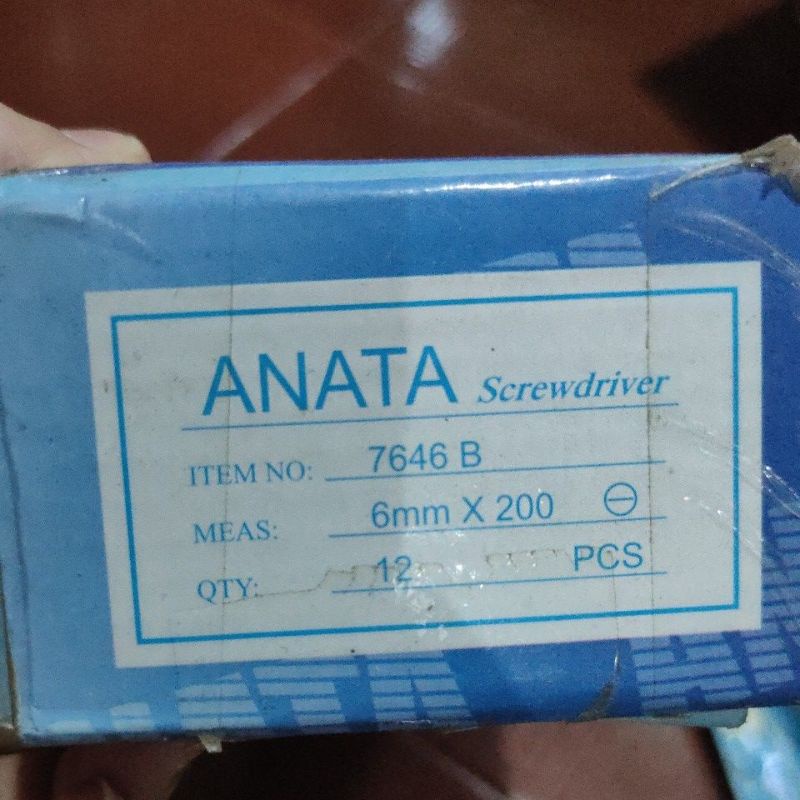 ANATA Screwdriver
ITEM NO: 7646 B
MEAS: 6mm X 200 ⊖
QTY: 12 PCS